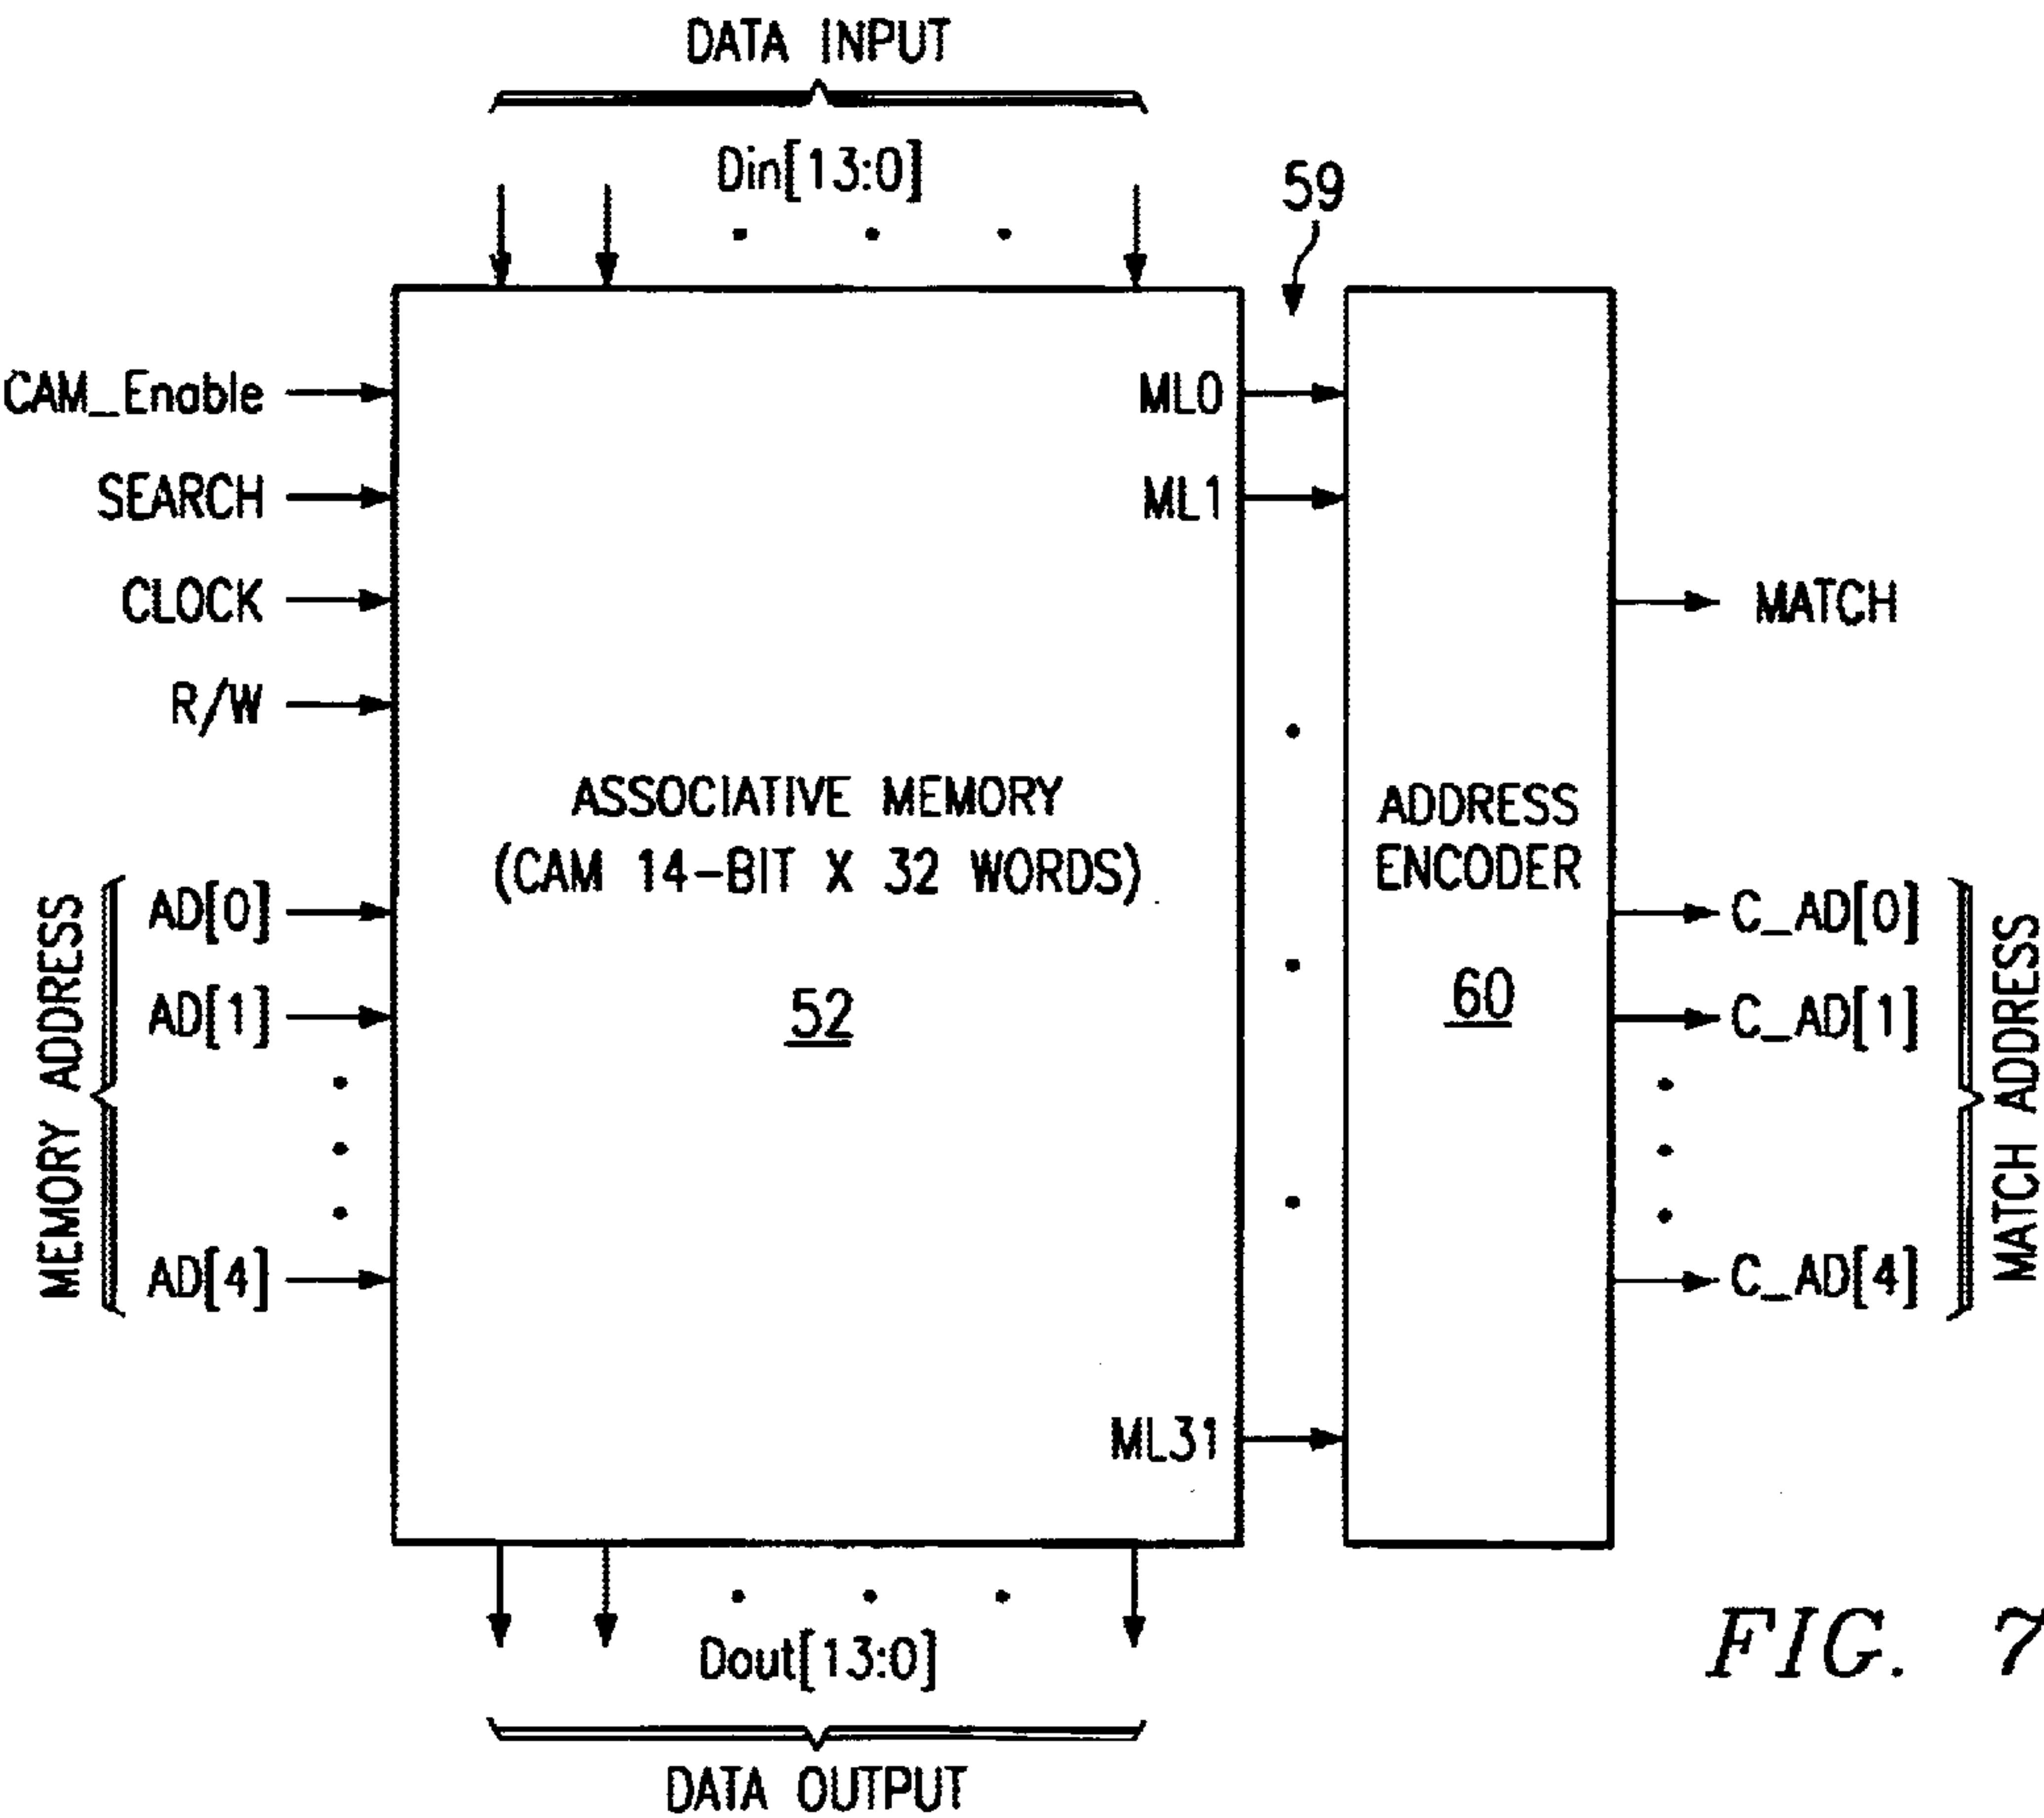 DATA INPUT
Din[13:0]
59
CAM_Enable
SEARCH
CLOCK
R/W
MEMORY ADDRESS
AD[0]
AD[1]
AD[4]
ASSOCIATIVE MEMORY
(CAM 14-BIT X 32 WORDS)
52
ML0
ML1
ML31
ADDRESS
ENCODER
60
MATCH
C_AD[0]
C_AD[1]
C_AD[4]
MATCH ADDRESS
Dout[13:0]
DATA OUTPUT
FIG. 7